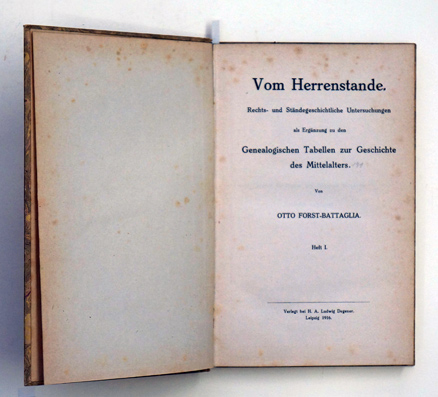 Vom Herrenstande.
Rechts- und Ständegeschichtliche Untersuchungen
als Ergänzung zu den
Genealogischen Tabellen zur Geschichte
des Mittelalters.
Von
OTTO FORST-BATTAGLIA.
Heft I.
Verlegt bei H. A. Ludwig Degener.
Leipzig 1916.